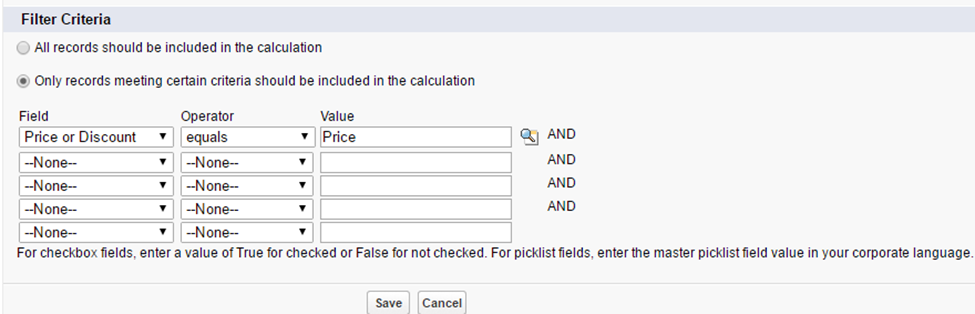 Filter Criteria
All records should be included in the calculation
Only records meeting certain criteria should be included in the calculation
Field Operator Value
Price or Discount equals Price AND
--None-- --None-- AND
--None-- --None-- AND
--None-- --None-- AND
--None-- --None--
For checkbox fields, enter a value of True for checked or False for not checked. For picklist fields, enter the master picklist field value in your corporate language.
Save Cancel